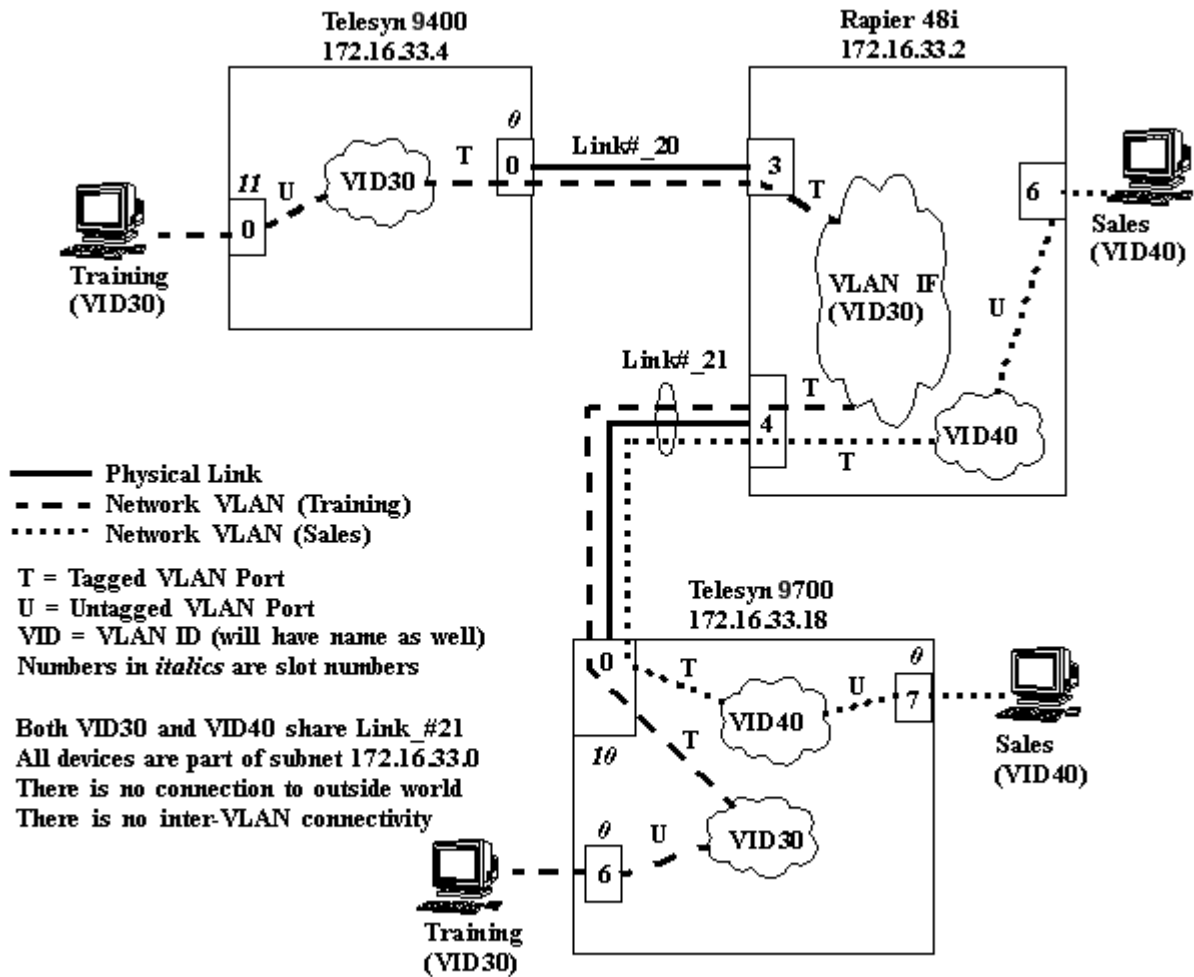 Telesyn 9400
172.16.33.4
Rapier 48i
172.16.33.2
0
T
0
Link#_20
3
T
VID30
11
U
0
Training
(VID30)
6
Sales
(VID40)
VLAN IF
(VID30)
U
Link#_21
T
4
VID40
T
Physical Link
Network VLAN (Training)
Network VLAN (Sales)
T = Tagged VLAN Port
U = Untagged VLAN Port
VID = VLAN ID (will have name as well)
Numbers in italics are slot numbers
Both VID30 and VID40 share Link_#21
All devices are part of subnet 172.16.33.0
There is no connection to outside world
There is no inter-VLAN connectivity
Telesyn 9700
172.16.33.18
0
T
U
0
7
VID40
Sales
(VID40)
10
T
0
U
VID30
6
Training
(VID30)